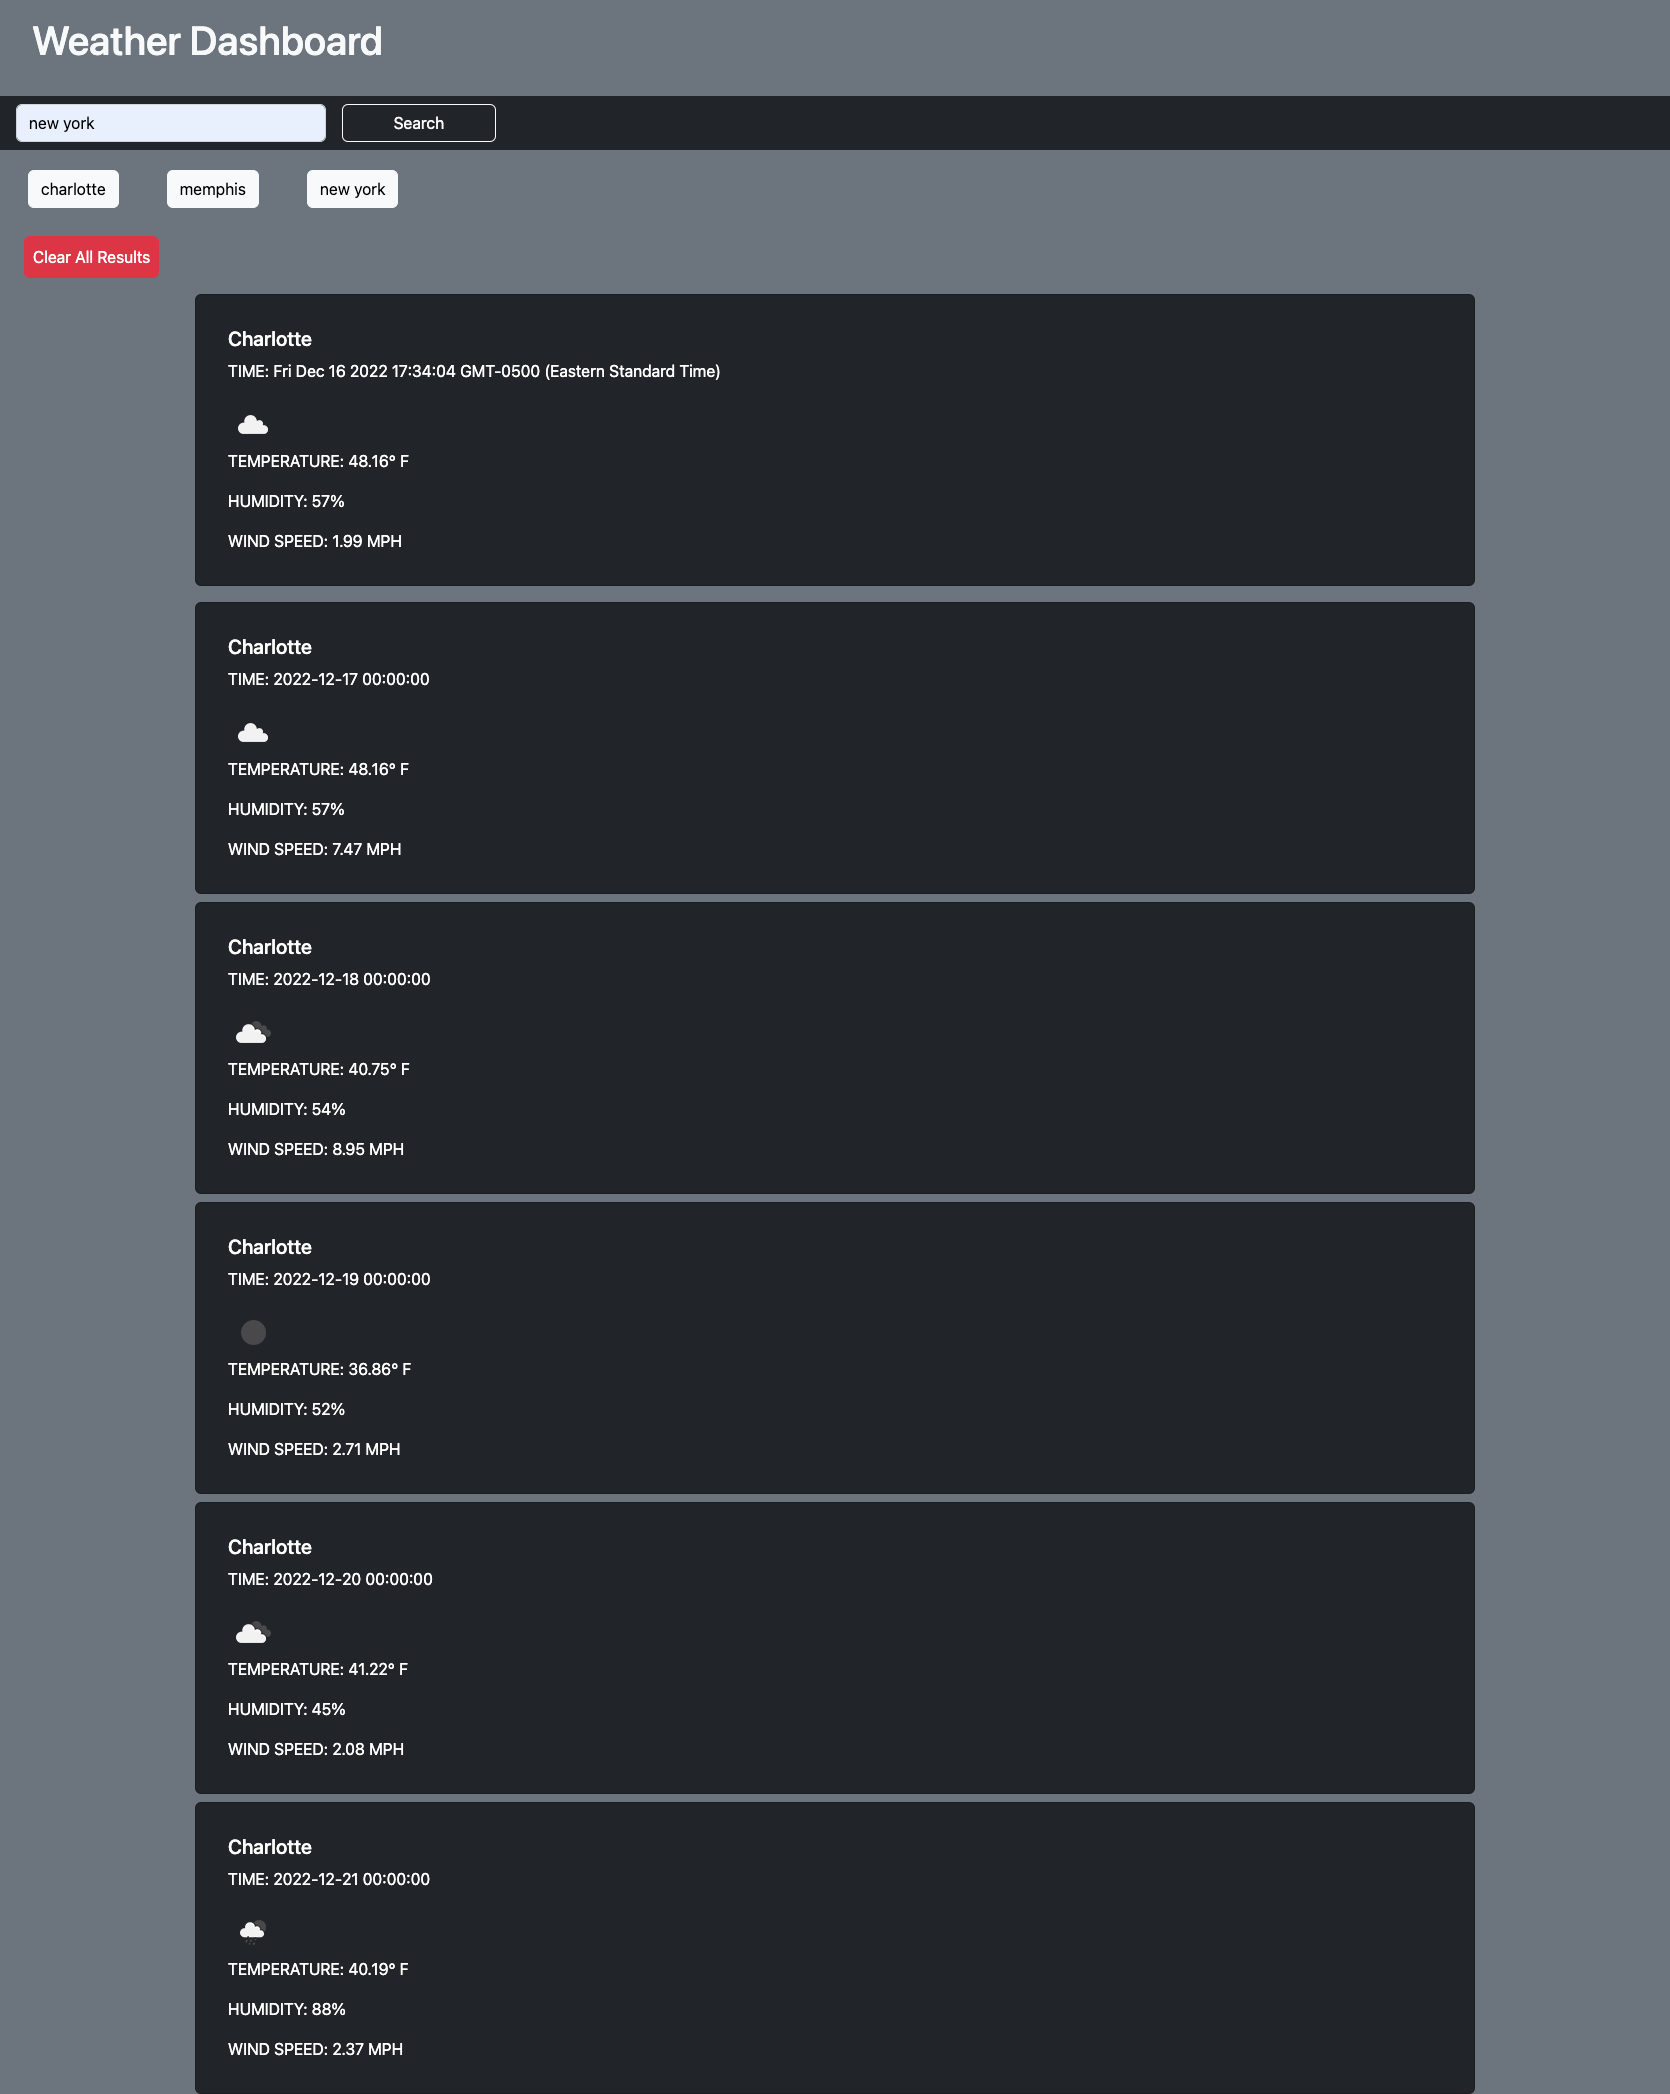 Weather Dashboard
new york
Search
charlotte
memphis
new york
Clear All Results
Charlotte
TIME: Fri Dec 16 2022 17:34:04 GMT-0500 (Eastern Standard Time)
TEMPERATURE: 48.16° F
HUMIDITY: 57%
WIND SPEED: 1.99 MPH
Charlotte
TIME: 2022-12-17 00:00:00
TEMPERATURE: 48.16° F
HUMIDITY: 57%
WIND SPEED: 7.47 MPH
Charlotte
TIME: 2022-12-18 00:00:00
TEMPERATURE: 40.75° F
HUMIDITY: 54%
WIND SPEED: 8.95 MPH
Charlotte
TIME: 2022-12-19 00:00:00
TEMPERATURE: 36.86° F
HUMIDITY: 52%
WIND SPEED: 2.71 MPH
Charlotte
TIME: 2022-12-20 00:00:00
TEMPERATURE: 41.22° F
HUMIDITY: 45%
WIND SPEED: 2.08 MPH
Charlotte
TIME: 2022-12-21 00:00:00
TEMPERATURE: 40.19° F
HUMIDITY: 88%
WIND SPEED: 2.37 MPH